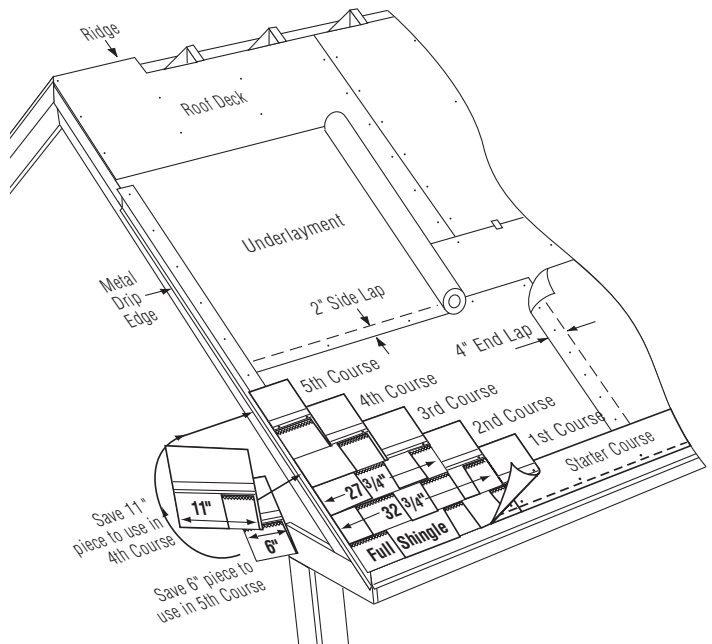 Ridge
Roof Deck
Underlayment
Metal
Drip
Edge
2" Side Lap
4" End Lap
5th Course
4th Course
3rd Course
2nd Course
1st Course
Starter Course
27 3/4"
32 3/4"
Full Shingle
11"
6"
Save 11"
piece to use in
4th Course
Save 6" piece to
use in 5th Course